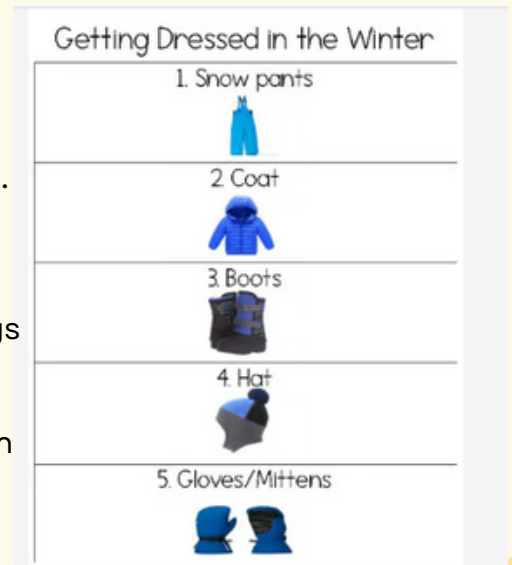 Getting Dressed in the Winter
1. Snow pants
2. Coat
3. Boots
4. Hat
5. Gloves/Mittens